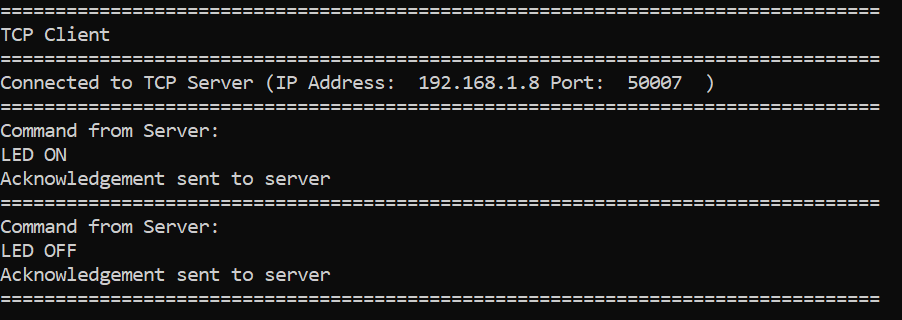 ================================================================================
TCP Client
================================================================================
Connected to TCP Server (IP Address:  192.168.1.8 Port:  50007  )
================================================================================
Command from Server:
LED ON
Acknowledgement sent to server
================================================================================
Command from Server:
LED OFF
Acknowledgement sent to server
================================================================================